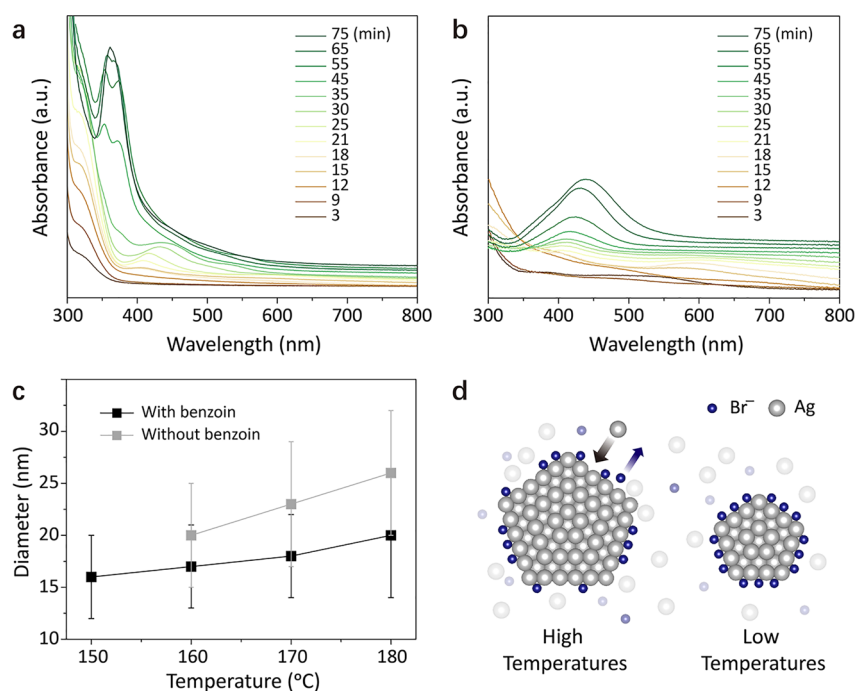 a
Absorbance (a.u.)
75 (min)
65
55
45
35
30
25
21
18
15
12
9
3
300 400 500 600 700 800
Wavelength (nm)
b
Absorbance (a.u.)
75 (min)
65
55
45
35
30
25
21
18
15
12
9
3
300 400 500 600 700 800
Wavelength (nm)
c
Diameter (nm)
30
25
20
15
10
With benzoin
Without benzoin
150 160 170 180
Temperature (°C)
d
Br⁻ Ag
High
Temperatures
Low
Temperatures